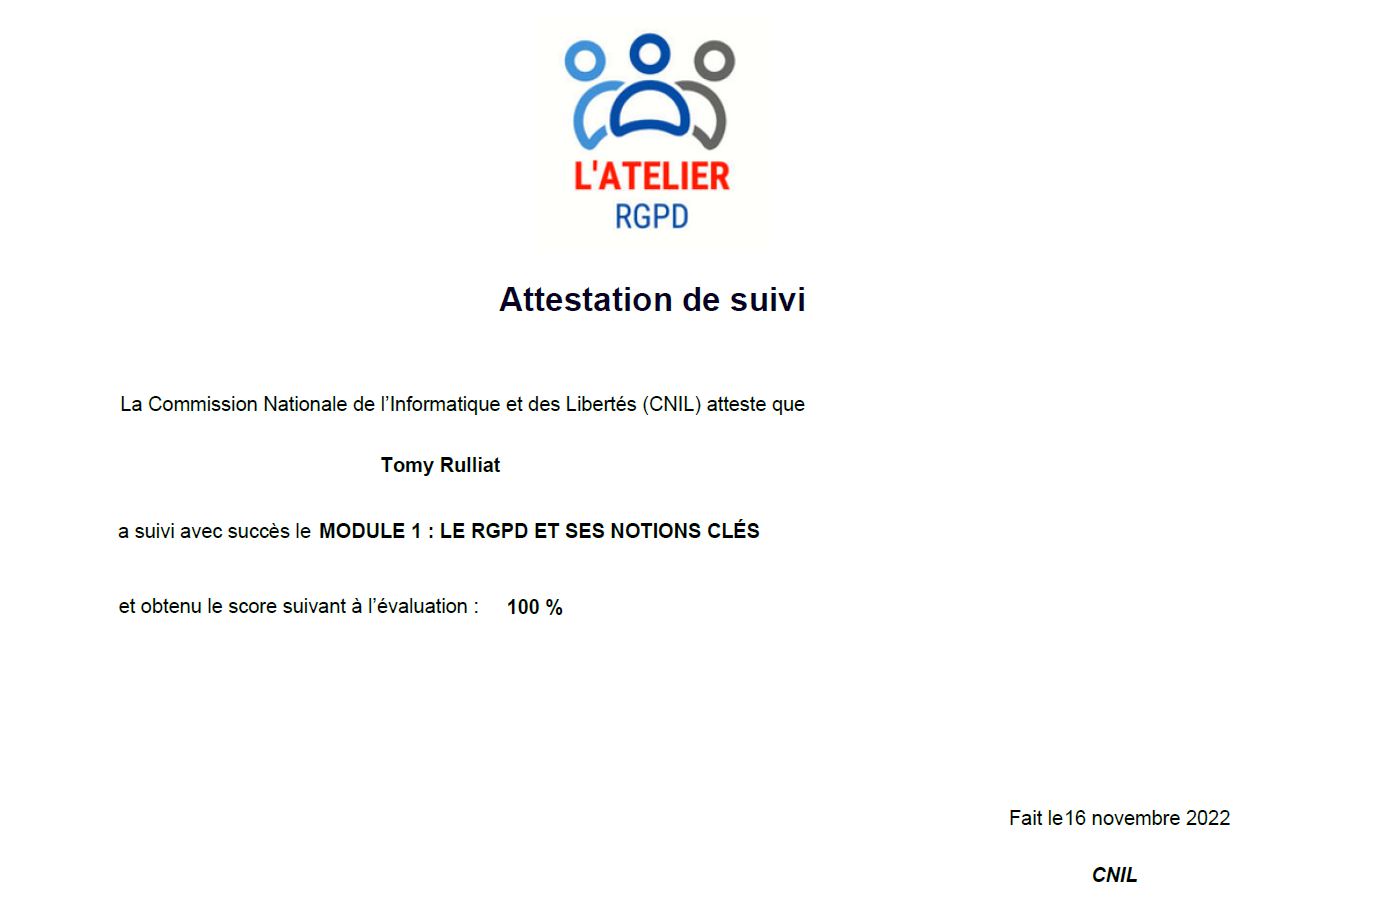 L'ATELIER
RGPD
Attestation de suivi
La Commission Nationale de l’Informatique et des Libertés (CNIL) atteste que
Tomy Rulliat
a suivi avec succès le MODULE 1 : LE RGPD ET SES NOTIONS CLÉS
et obtenu le score suivant à l’évaluation : 100 %
Fait le16 novembre 2022
CNIL